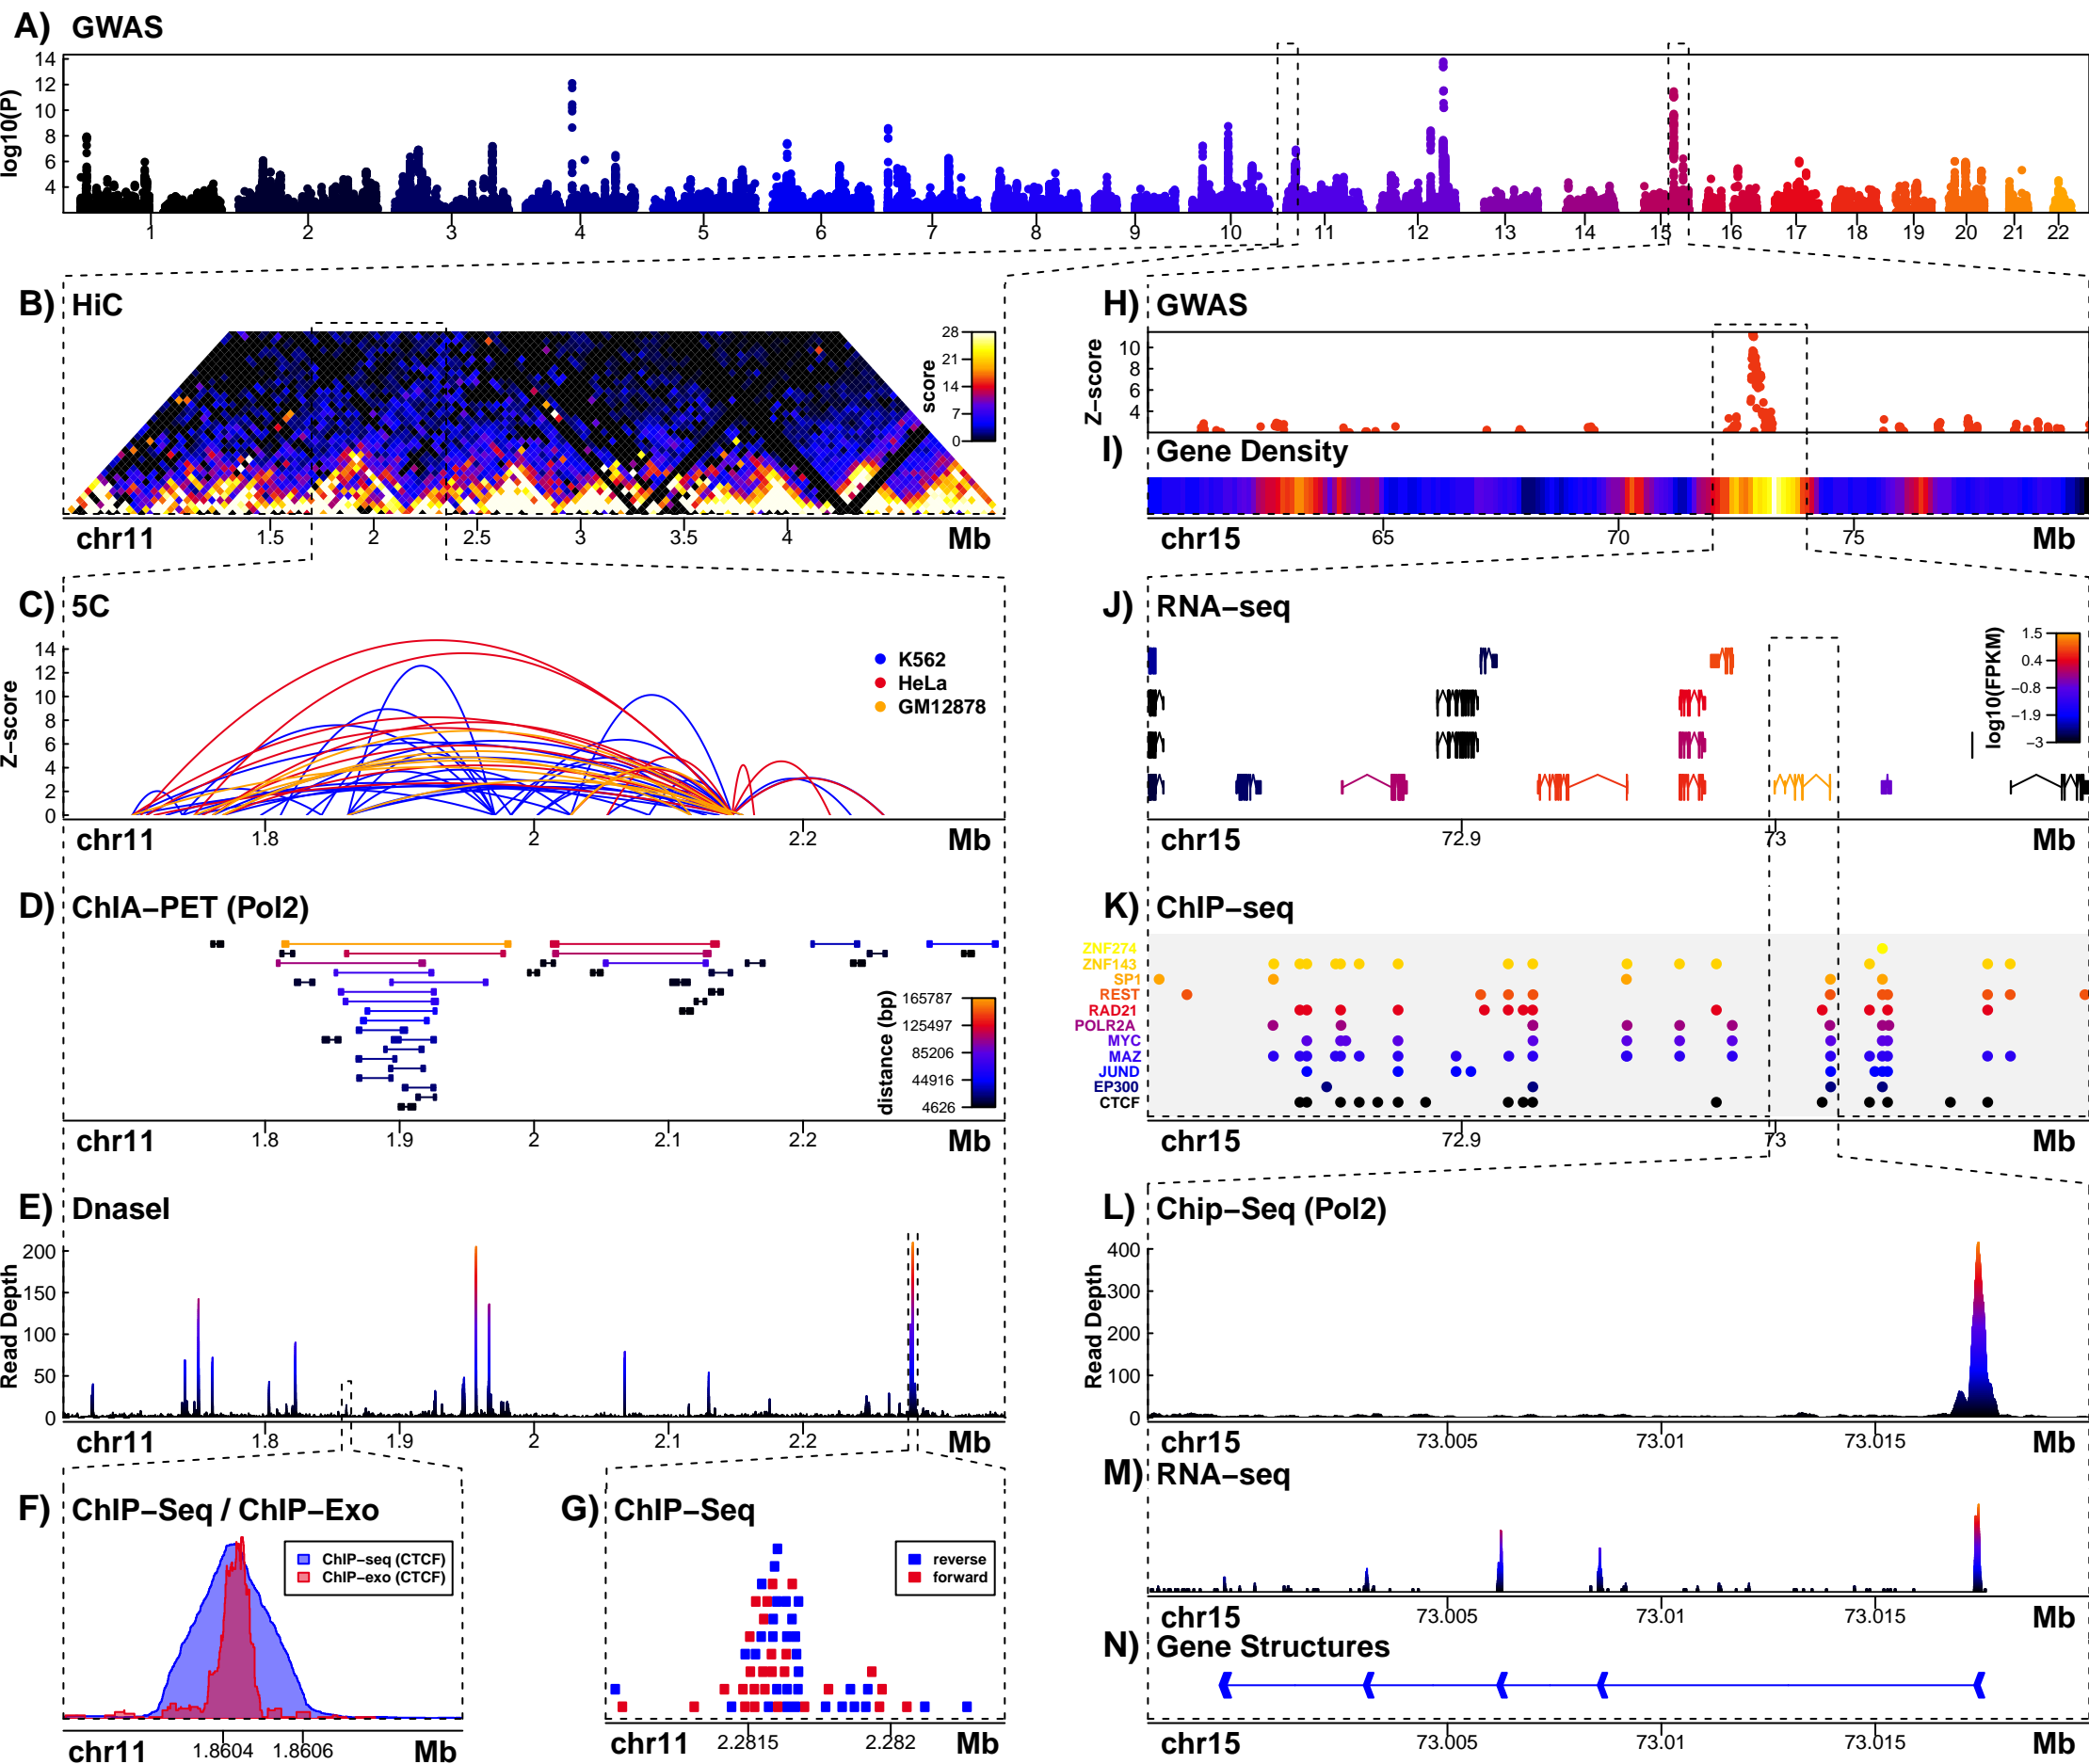 A) GWAS
log10(P)
14
12
10
8
6
4
1 2 3 4 5 6 7 8 9 10 11 12 13 14 15 16 17 18 19 20 21 22
B) HiC
score
28
21
14
7
0
chr11 1.5 2 2.5 3 3.5 4 Mb
C) 5C
Z−score
14
12
10
8
6
4
2
0
K562
HeLa
GM12878
chr11 1.8 2 2.2 Mb
D) ChIA−PET (Pol2)
distance (bp)
165787
125497
85206
44916
4626
chr11 1.8 1.9 2 2.1 2.2 Mb
E) DnaseI
Read Depth
200
150
100
50
0
chr11 1.8 1.9 2 2.1 2.2 Mb
F) ChIP−Seq / ChIP−Exo
ChIP−seq (CTCF)
ChIP−exo (CTCF)
chr11 1.8604 1.8606 Mb
G) ChIP−Seq
reverse
forward
chr11 2.2815 2.282 Mb
H) GWAS
Z−score
10
8
6
4
I) Gene Density
chr15 65 70 75 Mb
J) RNA−seq
log10(FPKM)
1.5
0.4
−0.8
−1.9
−3
chr15 72.9 73 Mb
K) ChIP−seq
ZNF274
ZNF143
SP1
REST
RAD21
POLR2A
MYC
MAZ
JUND
EP300
CTCF
chr15 72.9 73 Mb
L) Chip−Seq (Pol2)
Read Depth
400
300
200
100
0
chr15 73.005 73.01 73.015 Mb
M) RNA−seq
chr15 73.005 73.01 73.015 Mb
N) Gene Structures
chr15 73.005 73.01 73.015 Mb